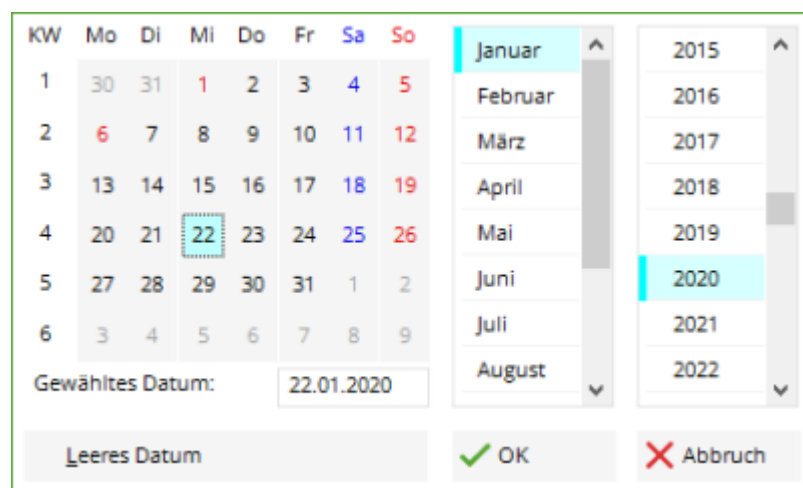 KW Mo Di Mi Do Fr Sa So
1 30 31 1 2 3 4 5
2 6 7 8 9 10 11 12
3 13 14 15 16 17 18 19
4 20 21 22 23 24 25 26
5 27 28 29 30 31 1 2
6 3 4 5 6 7 8 9
Gewähltes Datum: 22.01.2020
Januar
Februar
März
April
Mai
Juni
Juli
August
2015
2016
2017
2018
2019
2020
2021
2022
Leeres Datum
OK
Abbruch